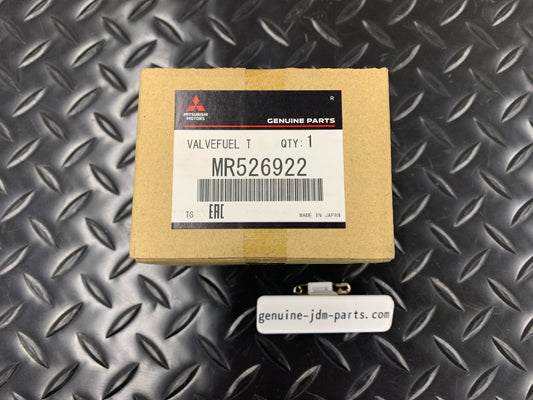 R
MITSUBISHI
MOTORS
GENUINE PARTS
VALVEFUEL T QTY: 1
MR526922
TG EAC MADE IN JAPAN
genuine-jdm-parts.com